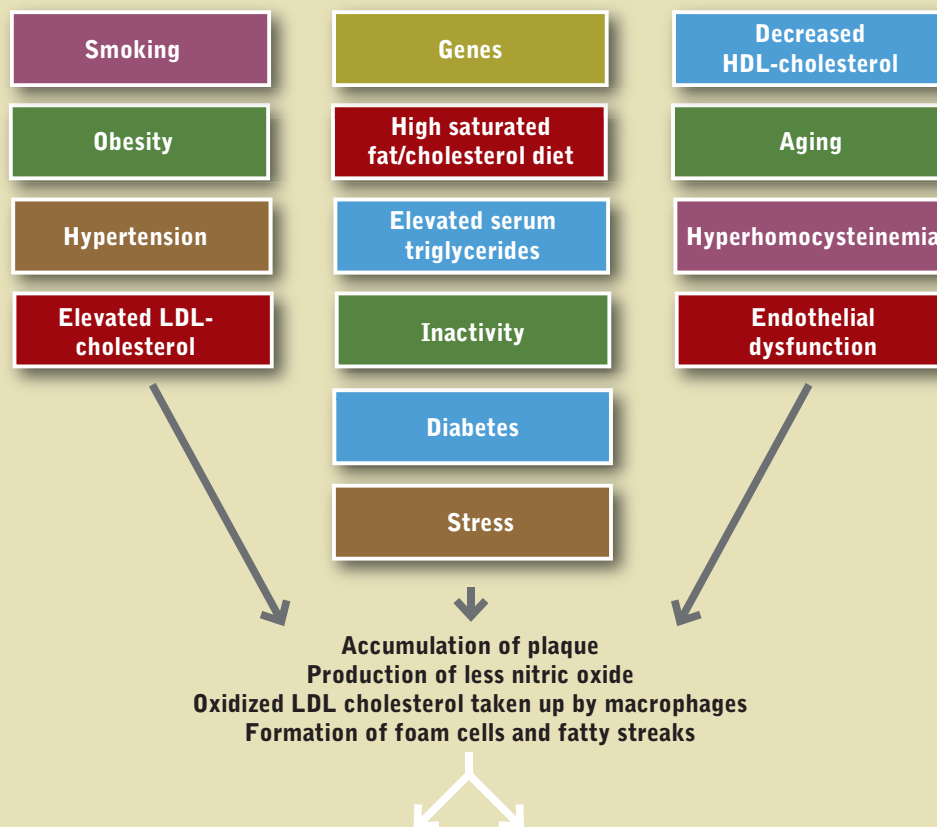 Smoking
Obesity
Hypertension
Elevated LDL-
cholesterol
Genes
High saturated
fat/cholesterol diet
Elevated serum
triglycerides
Inactivity
Diabetes
Stress
Decreased
HDL-cholesterol
Aging
Hyperhomocysteinemia
Endothelial
dysfunction
Accumulation of plaque
Production of less nitric oxide
Oxidized LDL cholesterol taken up by macrophages
Formation of foam cells and fatty streaks